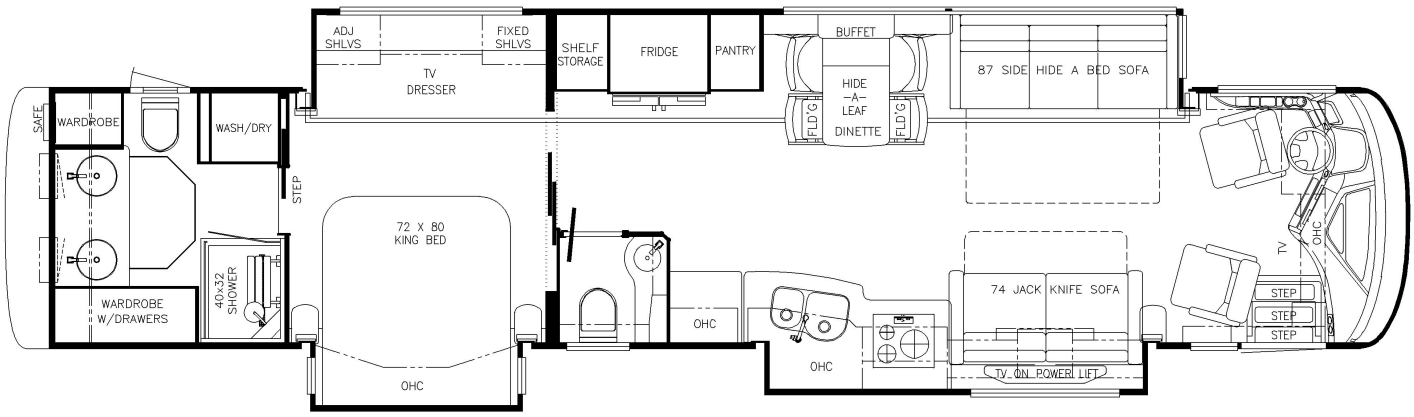 ADJ
SHLVS
FIXED
SHLVS
TV
DRESSER
SHELF
STORAGE
FRIDGE
PANTRY
BUFFET
HIDE
-A-
LEAF
DINETTE
FLD'G
FLD'G
87 SIDE HIDE A BED SOFA
SAFE
WARDROBE
WASH/DRY
STEP
72 X 80
KING BED
40x32
SHOWER
WARDROBE
W/DRAWERS
OHC
OHC
OHC
74 JACK KNIFE SOFA
TV ON POWER LIFT
TV
OHC
STEP
STEP
STEP